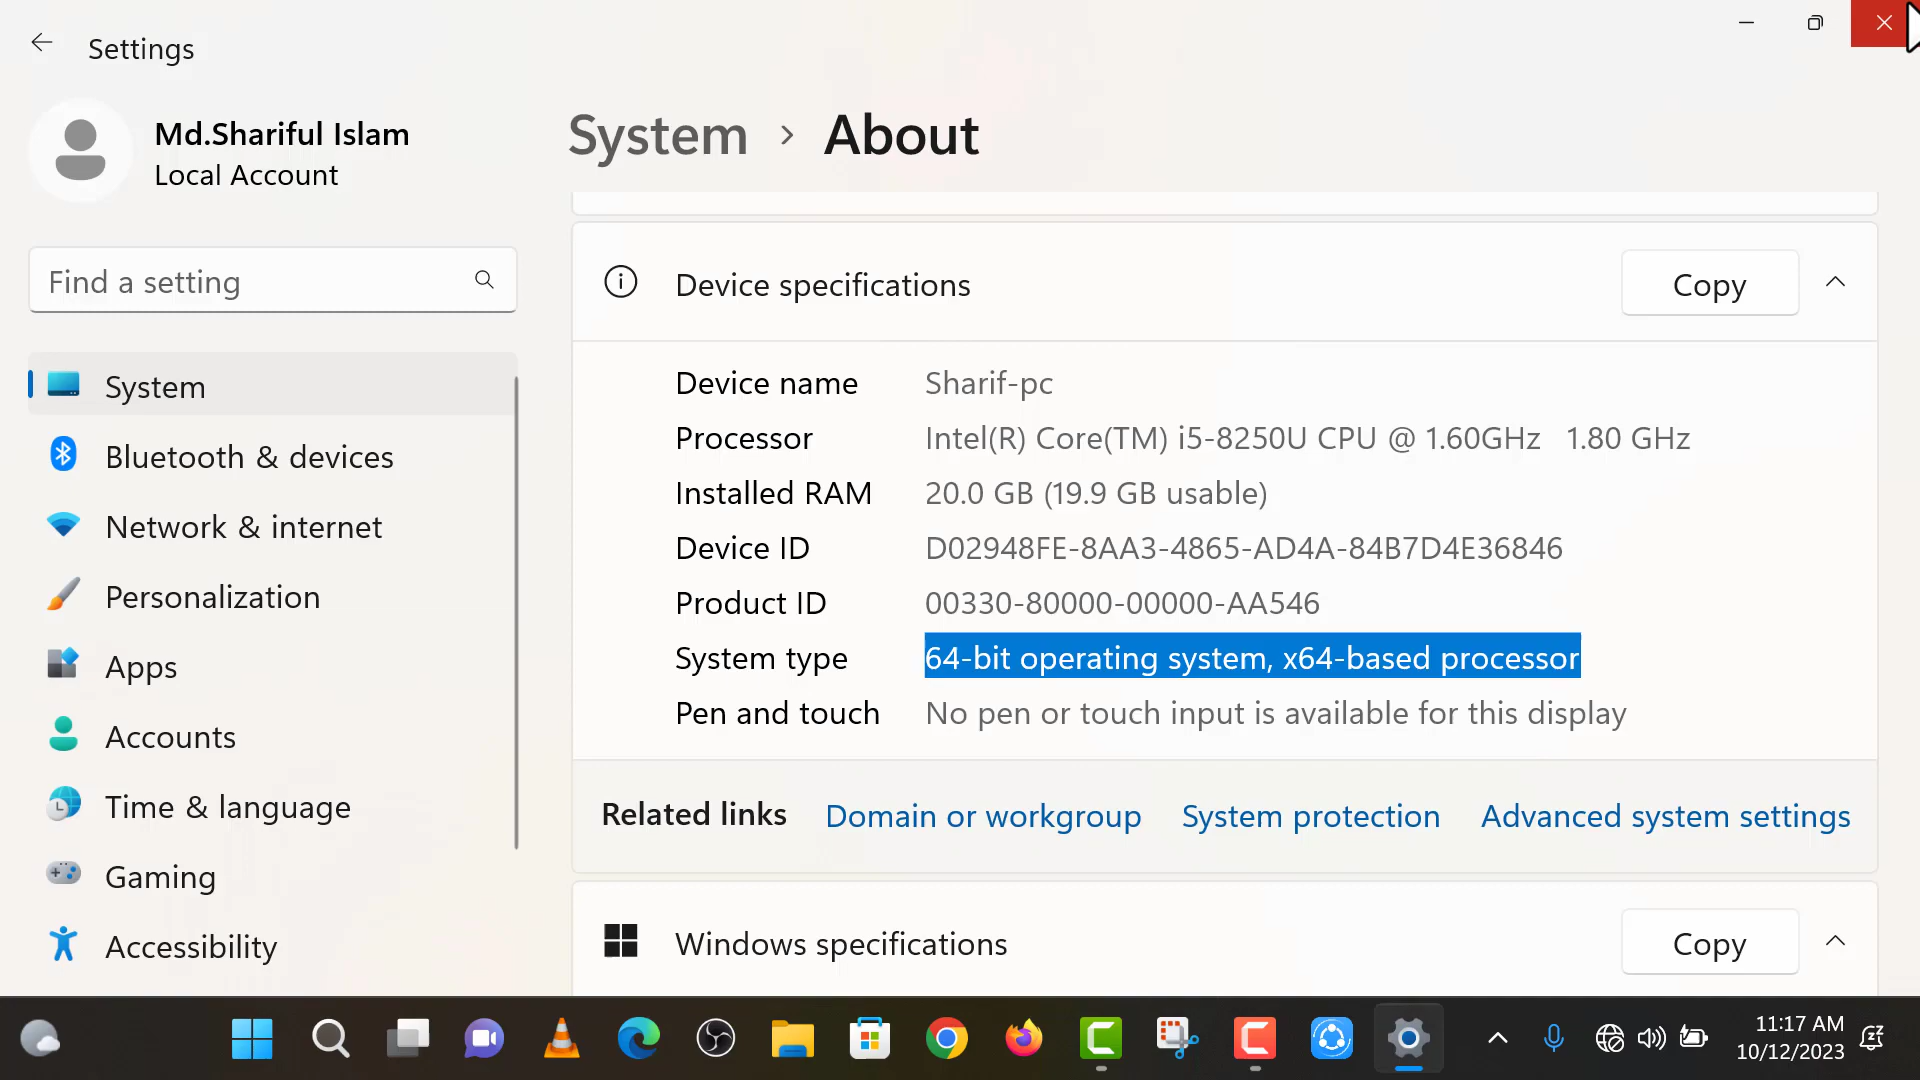 Settings
Md.Shariful Islam
Local Account
Find a setting
System
Bluetooth & devices
Network & internet
Personalization
Apps
Accounts
Time & language
Gaming
Accessibility
System > About
Device specifications
Copy
Device name Sharif-pc
Processor Intel(R) Core(TM) i5-8250U CPU @ 1.60GHz 1.80 GHz
Installed RAM 20.0 GB (19.9 GB usable)
Device ID D02948FE-8AA3-4865-AD4A-84B7D4E36846
Product ID 00330-80000-00000-AA546
System type 64-bit operating system, x64-based processor
Pen and touch No pen or touch input is available for this display
Related links Domain or workgroup System protection Advanced system settings
Windows specifications
Copy
11:17 AM
10/12/2023